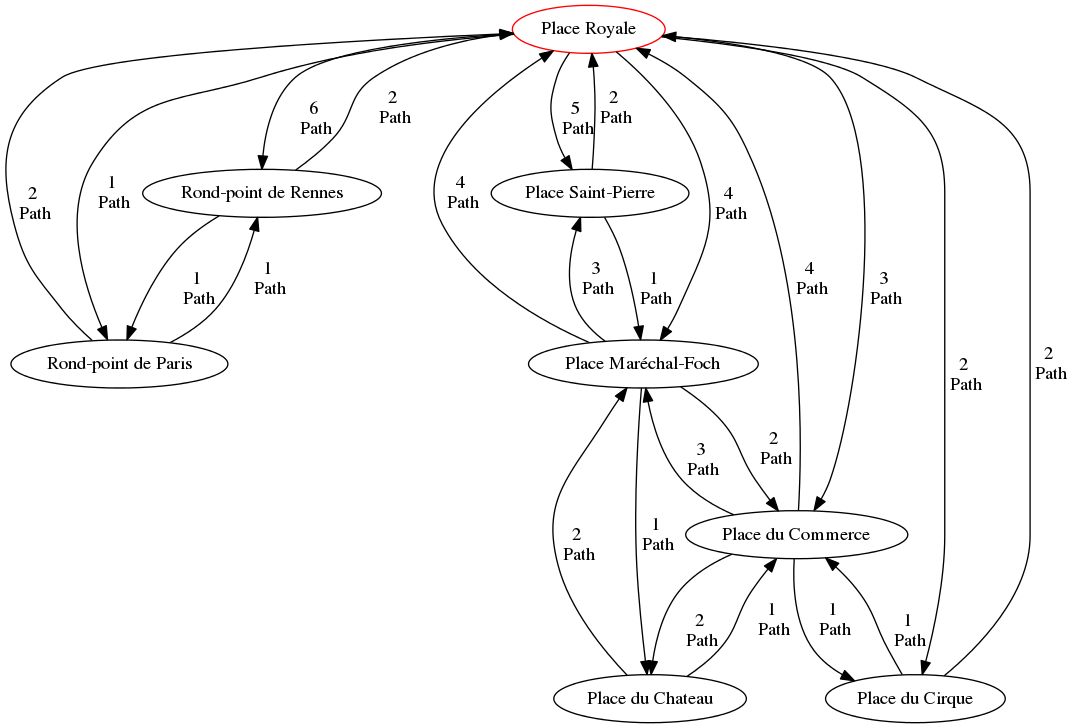 Place Royale
6
Path
2
Path
5
Path
2
Path
Rond-point de Rennes
Place Saint-Pierre
2
Path
1
Path
4
Path
4
Path
1
Path
1
Path
3
Path
1
Path
4
Path
3
Path
Rond-point de Paris
Place Maréchal-Foch
2
Path
2
Path
3
Path
2
Path
2
Path
1
Path
Place du Commerce
2
Path
1
Path
1
Path
1
Path
Place du Chateau
Place du Cirque